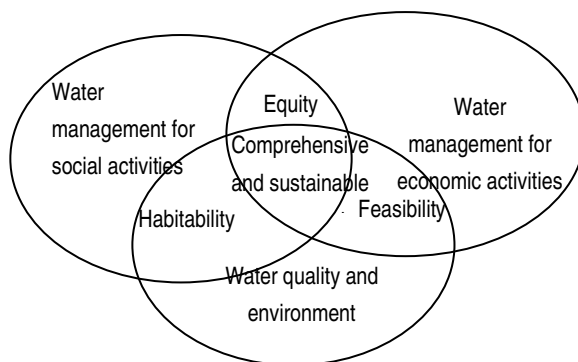 Water
management for
social activities
Equity
Water
management for
economic activities
Comprehensive
and sustainable
Habitability
Feasibility
Water quality and
environment